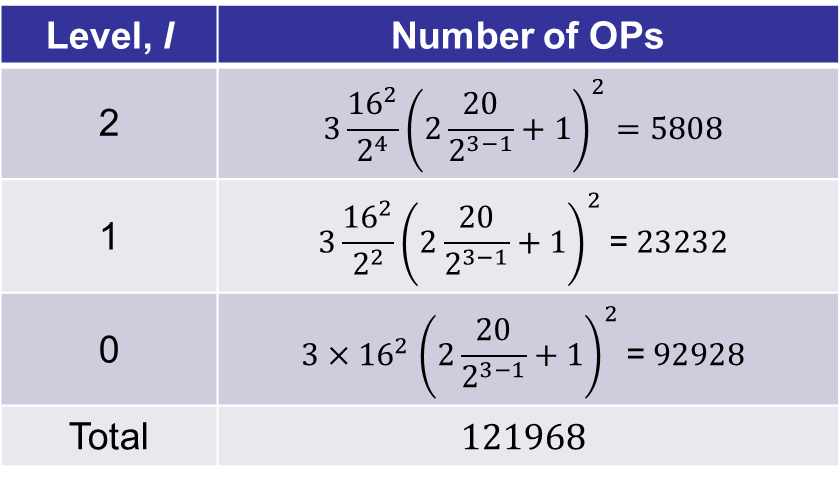 Level, l Number of OPs
2 3 16²/2⁴ (2 20/2³⁻¹ + 1)² = 5808
1 3 16²/2² (2 20/2³⁻¹ + 1)² = 23232
0 3 × 16² (2 20/2³⁻¹ + 1)² = 92928
Total 121968